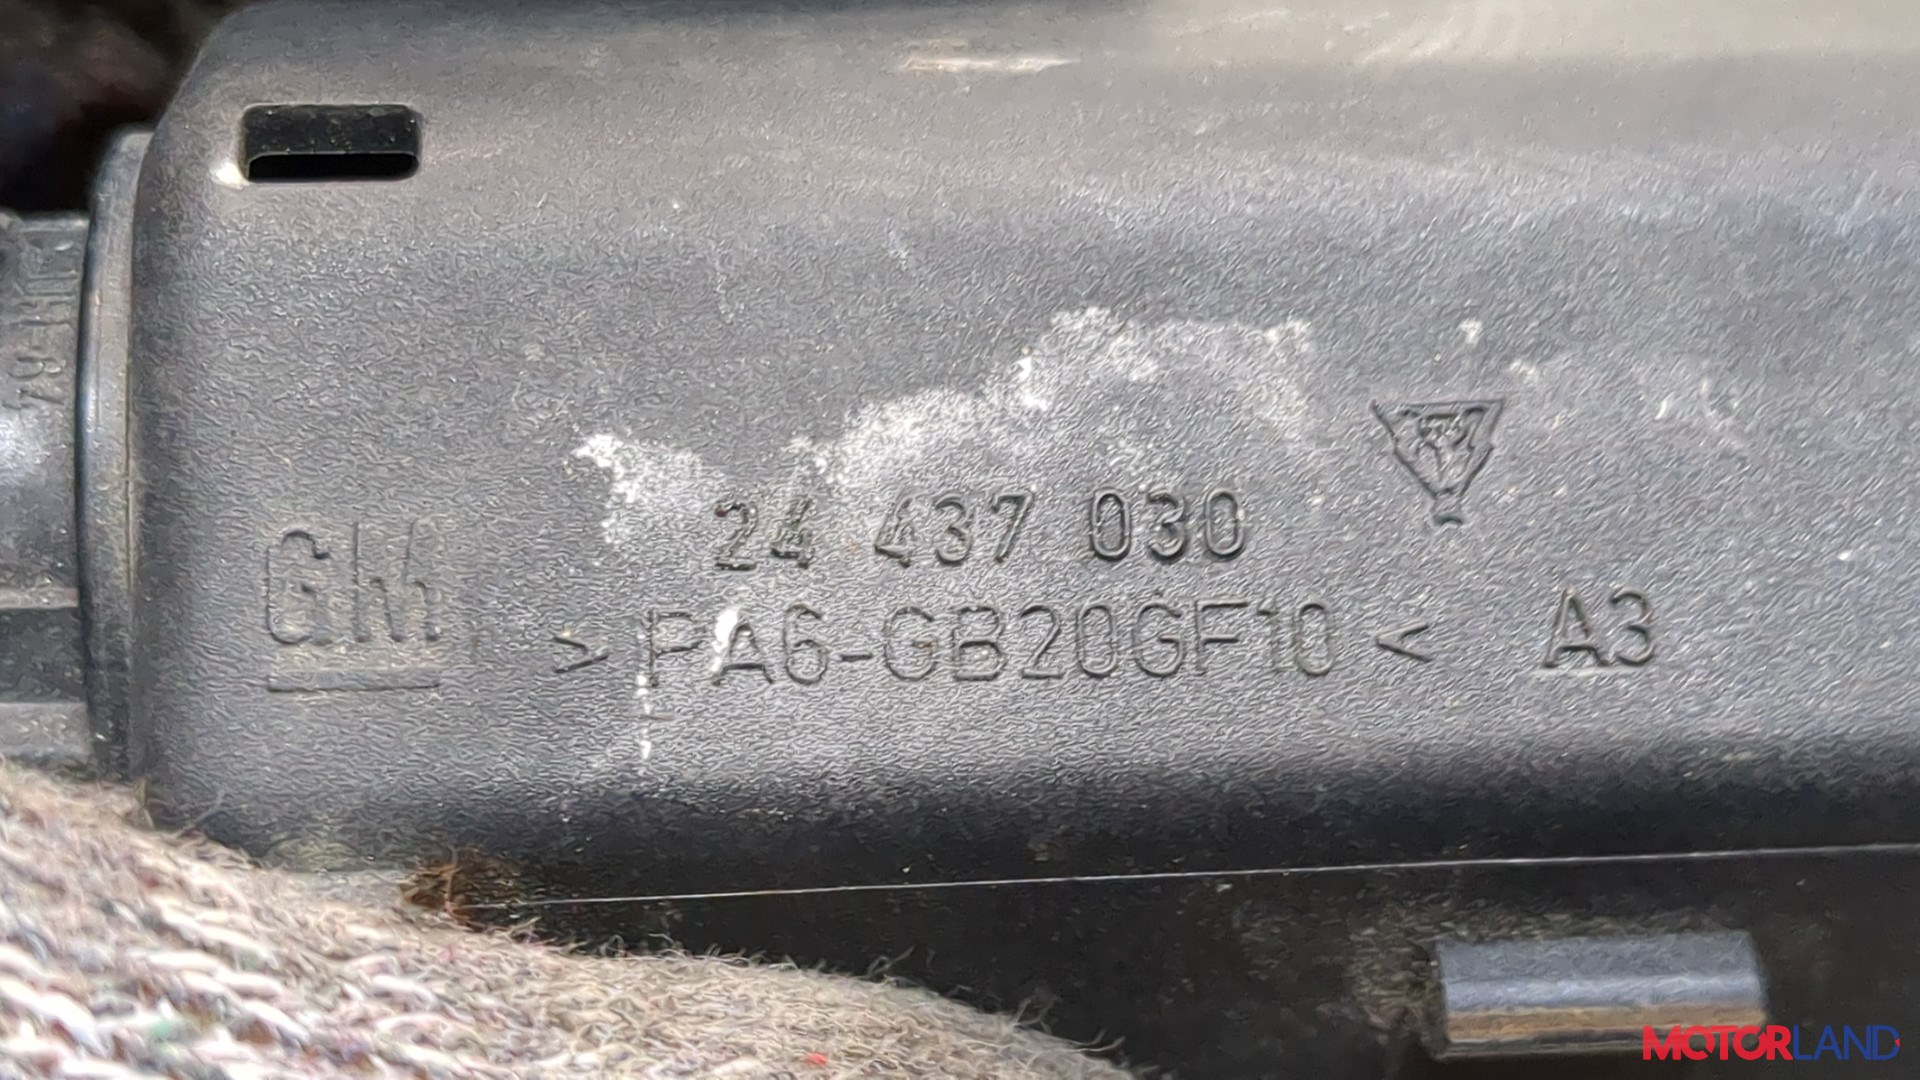 24 437 030
GM
>PA6-GB20GF10< A3
MOTORLAND